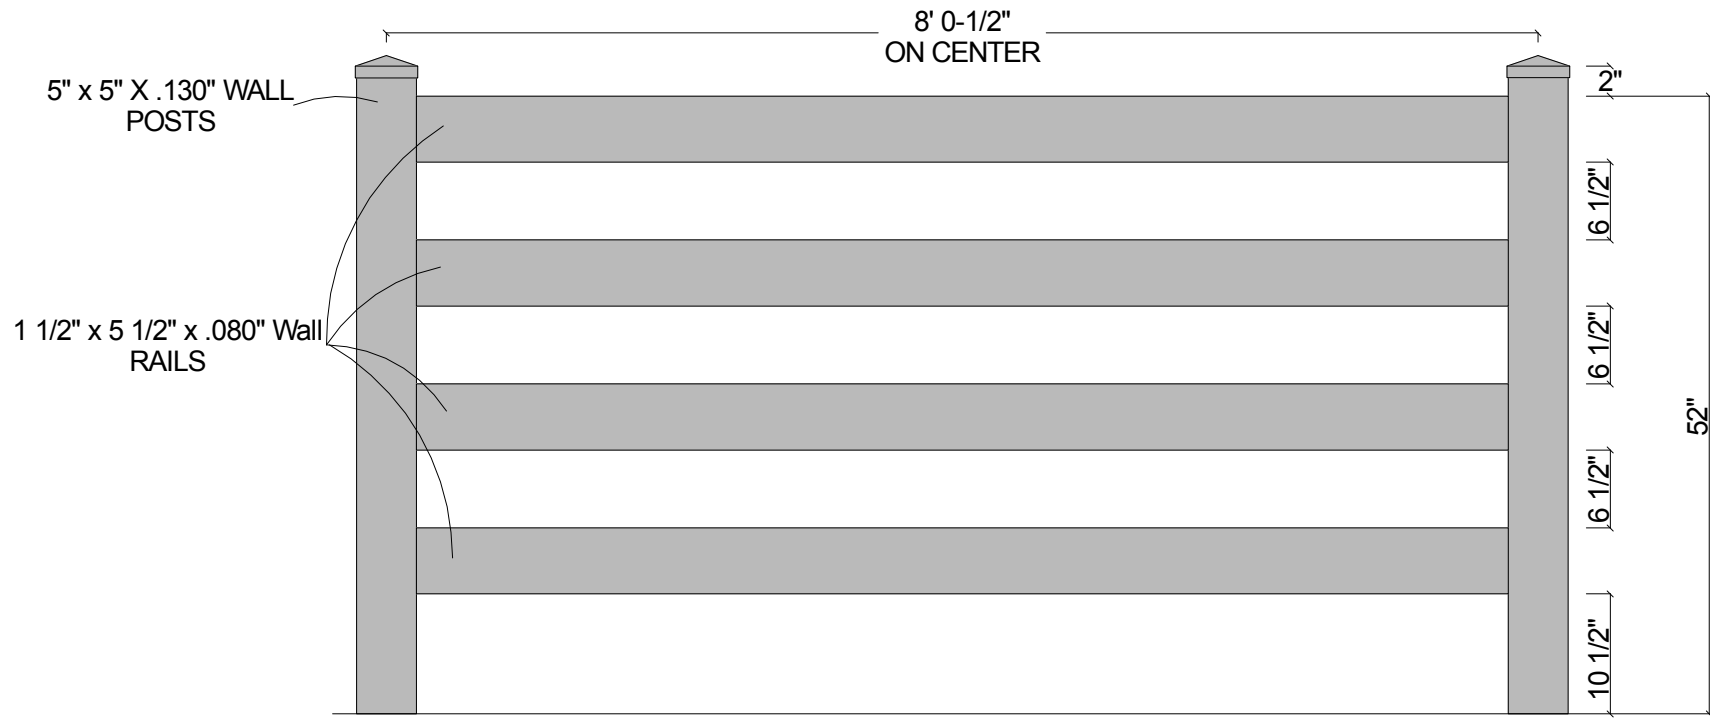 8' 0-1/2"
ON CENTER
5" x 5" X .130" WALL
POSTS
2"
6 1/2"
1 1/2" x 5 1/2" x .080" Wall
RAILS
6 1/2"
52"
6 1/2"
10 1/2"